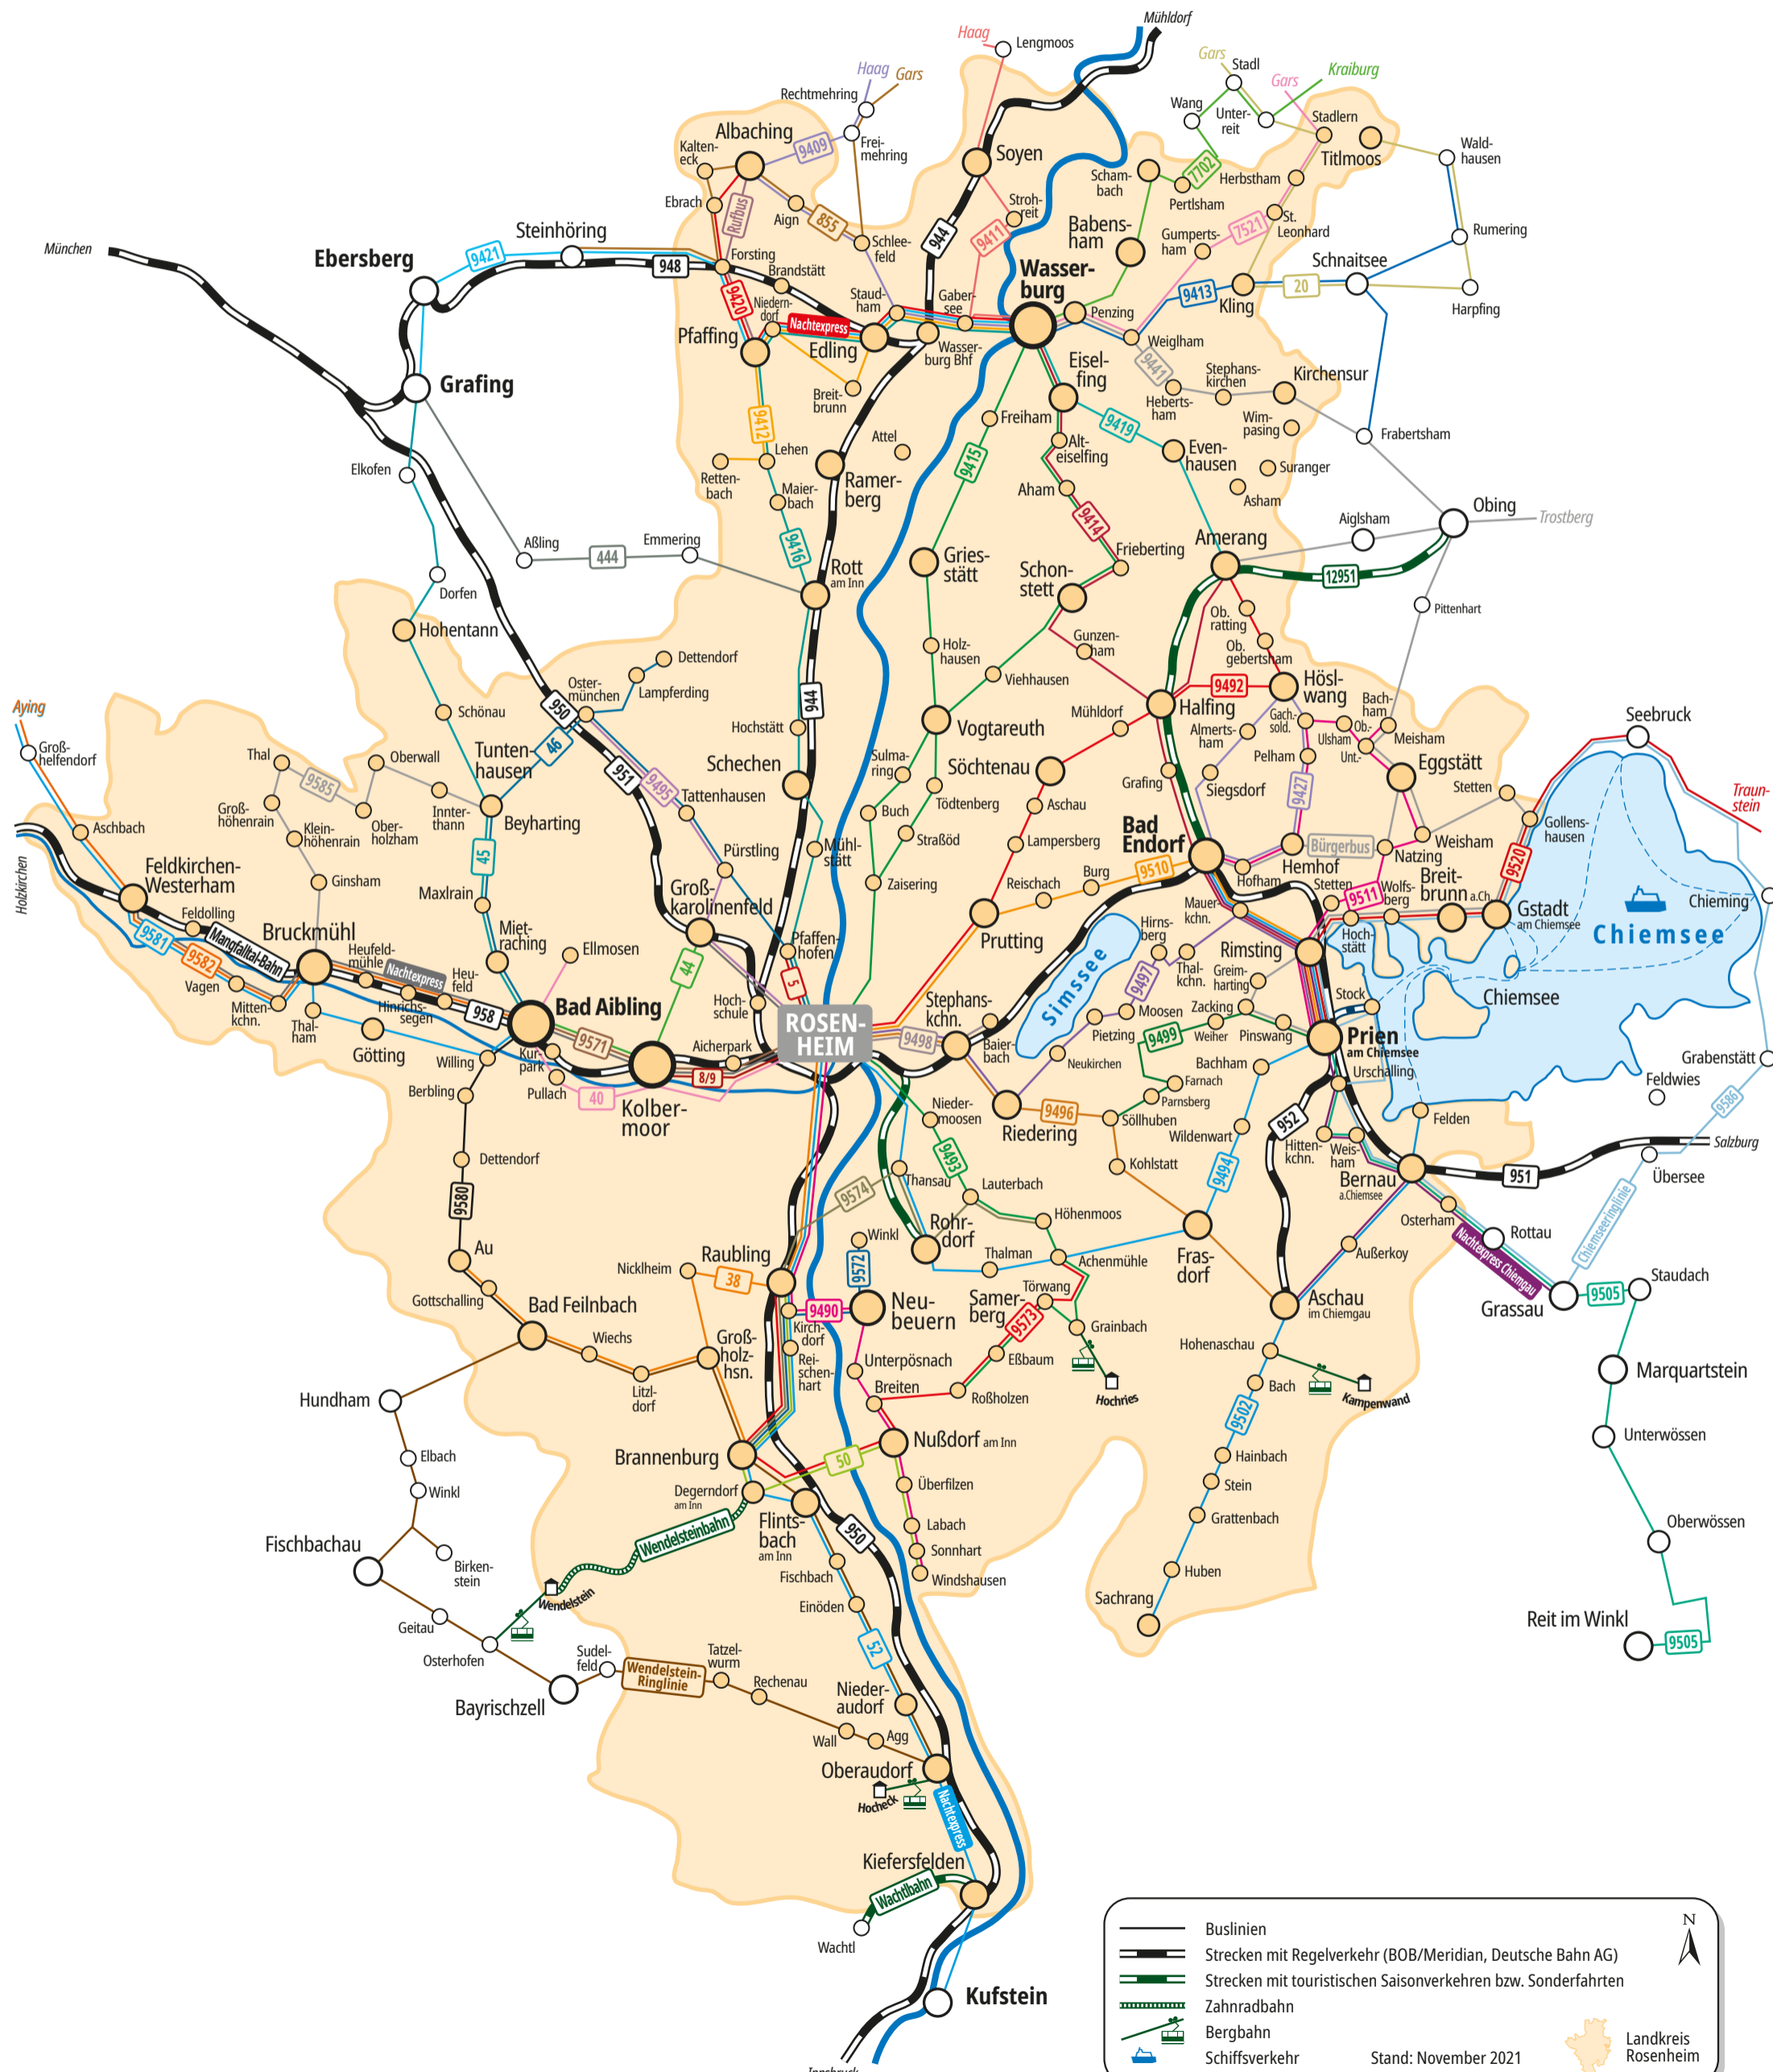 Mühldorf
Haag
Lengmoos
Haag
Gars
Rechtmehring
Gars
Stadl
Kraiburg
Gars
Wang
Unter-
reit
Stadlern
Titlmoos
Wald-
hausen
Albaching
Kalten-
eck
9409
Frei-
mehring
Soyen
Scham-
bach
7702
Pertlsham
Herbstham
Ebrach
Rufbus
Aign
855
Schlee-
feld
Stroh-
reit
944
9411
Babens-
ham
Gumperts-
ham
7521
St.
Leonhard
Rumering
München
Ebersberg
9421
Steinhöring
948
Forsting
Brandstätt
9420
Niedern-
dorf
Staud-
ham
Gaber-
see
Wasser-
burg
Penzing
9413
Kling
20
Schnaitsee
Harpfing
Pfaffing
Nachtexpress
Edling
Wasser-
burg Bhf
Weiglham
9441
Eisel-
fing
Breit-
brunn
Grafing
Freiham
Stephans-
kirchen
Heberts-
ham
Kirchensur
Wim-
pasing
Frabertsham
9412
Lehen
Retten-
bach
Maier-
bach
Attel
Ramer-
berg
9415
Alt-
eiselfing
9419
Even-
hausen
Suranger
Asham
Elkofen
Aham
9414
Obing
Trostberg
Aiglsham
Aßling
444
Emmering
9416
Rott
am Inn
Gries-
stätt
Schon-
stett
Frieberting
Amerang
12951
Dorfen
Hohentann
Ob.
ratting
Pittenhart
Holz-
hausen
Gunzen-
ham
Ob.
gebertsham
Dettendorf
Lampferding
Oster-
münchen
Viehhausen
9492
Hösl-
wang
944
950
Schönau
Hochstätt
Vogtareuth
Mühldorf
Halfing
Almerts-
ham
Gach.-
sold.
Bach-
ham
Ob.-
Ulsham
Unt.-
Meisham
Seebruck
Aying
Groß-
helfendorf
Thal
Oberwall
Tunten-
hausen
46
951
9495
Schechen
Sulma-
ring
Söchtenau
Grafing
Siegsdorf
Pelham
9427
Eggstätt
Stetten
Traun-
stein
9585
Groß-
höhenrain
Klein-
höhenrain
Ober-
holzham
Innter-
thann
Beyharting
Tattenhausen
Buch
Tödtenberg
Straßöd
Aschau
Lampersberg
Bad
Endorf
Hemhof
Bürgerbus
Weisham
Natzing
Gollens-
hausen
9520
Aschbach
Holzkirchen
Feldkirchen-
Westerham
Ginsham
45
Maxlrain
Pürstling
Mühl-
stätt
Zaisering
Reischach
Burg
9510
Hofham
Stetten
9511
Wolfs-
berg
Breit-
brunn a.Ch.
Gstadt
am Chiemsee
Chieming
Feldolling
9581
9582
Mangfalltal-Bahn
Bruckmühl
Heufeld-
mühle
Nachtexpress
Heu-
feld
Miet-
raching
Ellmosen
Groß-
karolinenfeld
Pfaffen-
hofen
Prutting
Mauer-
kchn.
Hirns-
berg
Thal-
kchn.
Rimsting
Hoch-
stätt
Chiemsee
Vagen
Mitten-
kchn.
Thal-
ham
Hinrichs-
segen
958
Götting
Bad Aibling
44
5
Hoch-
schule
ROSEN-
HEIM
Stephans-
kchn.
Simssee
9497
Greim-
harting
Zacking
Stock
Chiemsee
Moosen
Pietzing
9499
Weiher
Pinswang
Prien
am Chiemsee
Willing
Kur-
park
9571
Aicherpark
9498
Baier-
bach
Neukirchen
Bachham
Urschalling
Grabenstätt
Feldwies
9586
Berbling
Pullach
40
8/9
Kolber-
moor
Nieder-
moosen
Riedering
9496
Farnach
Parnsberg
Söllhuben
Wildenwart
952
Hitten-
kchn.
Weis-
ham
Felden
Salzburg
Dettendorf
9493
Kohlstatt
9494
Bernau
a.Chiemsee
951
Übersee
9580
9574
Thansau
Lauterbach
Höhenmoos
Osterham
Rottau
Chiemseeringlinie
Au
Winkl
Rohr-
dorf
Thalman
Achenmühle
Fras-
dorf
Außerkoy
Nachtexpress Chiemgau
Gottschalling
Nicklheim
38
Raubling
9572
Neu-
beuern
9490
Törwang
Samer-
berg
9573
Grainbach
Aschau
im Chiemgau
Grassau
9505
Staudach
Bad Feilnbach
Wiechs
Litzl-
dorf
Groß-
holz-
hsn.
Kirch-
dorf
Rei-
schen-
hart
Unterpösnach
Eßbaum
Hochries
Hohenaschau
Bach
Kampenwand
Marquartstein
Hundham
Breiten
Roßholzen
9502
Unterwössen
Elbach
Winkl
Brannenburg
50
Nußdorf am Inn
Hainbach
Stein
Grattenbach
Degerndorf
am Inn
Überfilzen
Flints-
bach
am Inn
950
Labach
Sonnhart
Windshausen
Oberwössen
Fischbachau
Birken-
stein
Wendelsteinbahn
Wendelstein
Fischbach
Einöden
Huben
Sachrang
Reit im Winkl
9505
Geitau
Osterhofen
52
Sudel-
feld
Wendelstein-
Ringlinie
Tatzel-
wurm
Rechenau
Bayrischzell
Nieder-
audorf
Wall
Agg
Oberaudorf
Hocheck
Nachtexpress
Kiefersfelden
Wachtlbahn
Wachtl
Kufstein
Buslinien
N
Strecken mit Regelverkehr (BOB/Meridian, Deutsche Bahn AG)
Strecken mit touristischen Saisonverkehren bzw. Sonderfahrten
Zahnradbahn
Bergbahn
Schiffsverkehr
Stand: November 2021
Landkreis
Rosenheim